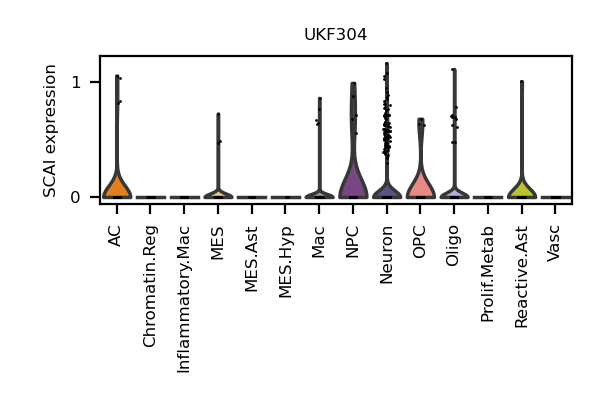 UKF304
SCAI expression
1
0
AC
Chromatin.Reg
Inflammatory.Mac
MES
MES.Ast
MES.Hyp
Mac
NPC
Neuron
OPC
Oligo
Prolif.Metab
Reactive.Ast
Vasc